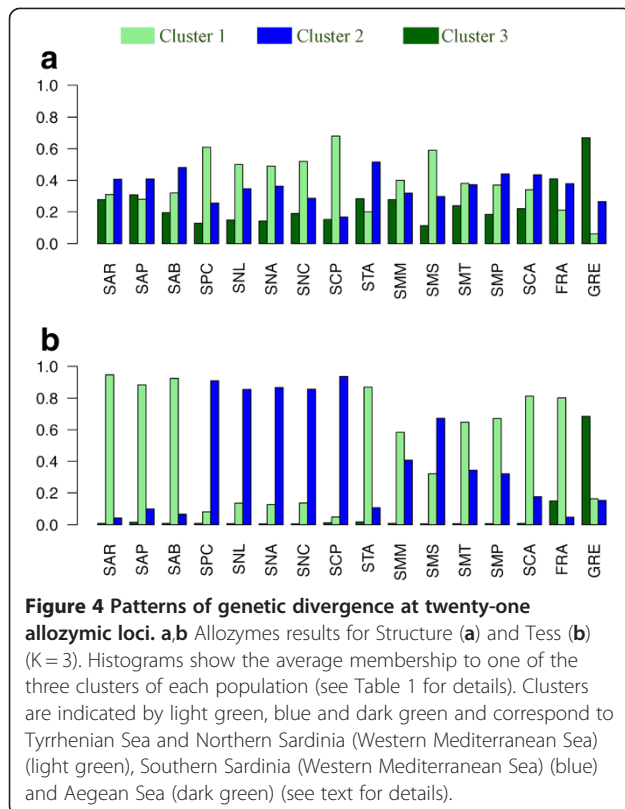 Cluster 1 Cluster 2 Cluster 3
a
1.0
0.8
0.6
0.4
0.2
0.0
SAR SAP SAB SPC SNL SNA SNC SCP STA SMM SMS SMT SMP SCA FRA GRE
b
1.0
0.8
0.6
0.4
0.2
0.0
SAR SAP SAB SPC SNL SNA SNC SCP STA SMM SMS SMT SMP SCA FRA GRE
Figure 4 Patterns of genetic divergence at twenty-one
allozymic loci. a,b Allozymes results for Structure (a) and Tess (b)
(K = 3). Histograms show the average membership to one of the
three clusters of each population (see Table 1 for details). Clusters
are indicated by light green, blue and dark green and correspond to
Tyrrhenian Sea and Northern Sardinia (Western Mediterranean Sea)
(light green), Southern Sardinia (Western Mediterranean Sea) (blue)
and Aegean Sea (dark green) (see text for details).